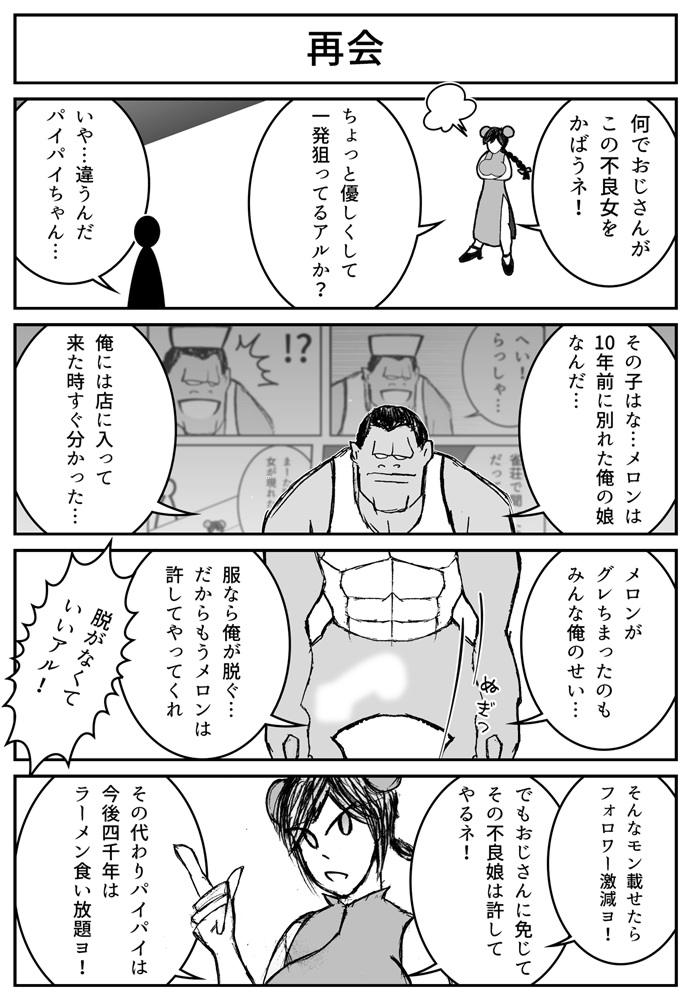 再会
何でおじさんが
この不良女を
かばうネ!
ちょっと優しくして
一発狙ってるアルか?
いや…違うんだ
パイパイちゃん…
その子はな…メロンは
10年前に別れた俺の娘
なんだ…
へい!
らっしゃ…
!?
俺には店に入って
来た時すぐ分かった…
メロンが
グレちまったのも
みんな俺のせい…
ぬぎっ
服なら俺が脱ぐ…
だからもうメロンは
許してやってくれ
脱がなくて
いいアル!
そんなモン載せたら
フォロワー激減ヨ!
でもおじさんに免じて
その不良娘は許して
やるネ!
その代わりパイパイは
今後四千年は
ラーメン食い放題ヨ!